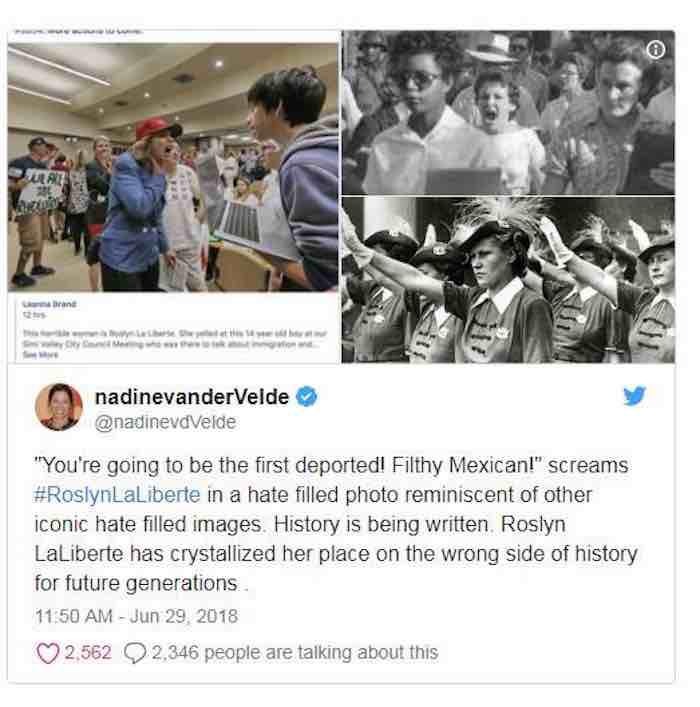 more actions to come.
WE ARE
THE
Leanna Brand
12 hrs
This horrible woman is Roslyn La Liberte. She yelled at this 14 year old boy at our
Simi Valley City Council Meeting who was there to talk about immigration and...
See More
nadinevanderVelde
@nadinevdVelde
"You're going to be the first deported! Filthy Mexican!" screams
#RoslynLaLiberte in a hate filled photo reminiscent of other
iconic hate filled images. History is being written. Roslyn
LaLiberte has crystallized her place on the wrong side of history
for future generations .
11:50 AM - Jun 29, 2018
2,562 2,346 people are talking about this